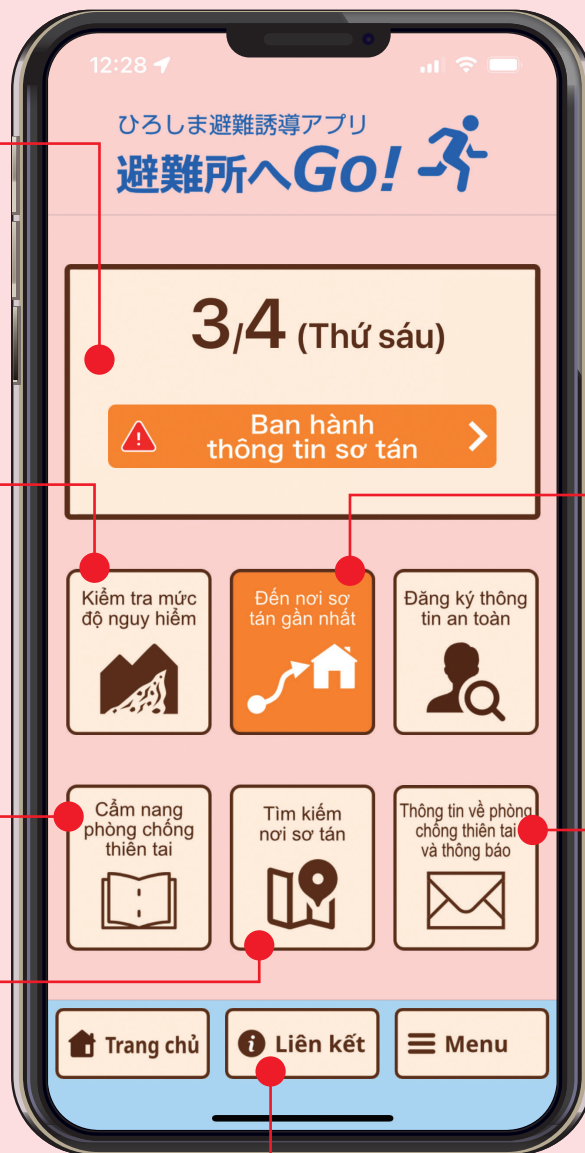 12:28
ひろしま避難誘導アプリ
避難所へGo!
3/4 (Thứ sáu)
Ban hành
thông tin sơ tán
Kiểm tra mức
độ nguy hiểm
Đến nơi sơ
tán gần nhất
Đăng ký thông
tin an toàn
Cẩm nang
phòng chống
thiên tai
Tìm kiếm
nơi sơ tán
Thông tin về phòng
chống thiên tai
và thông báo
Trang chủ
Liên kết
Menu